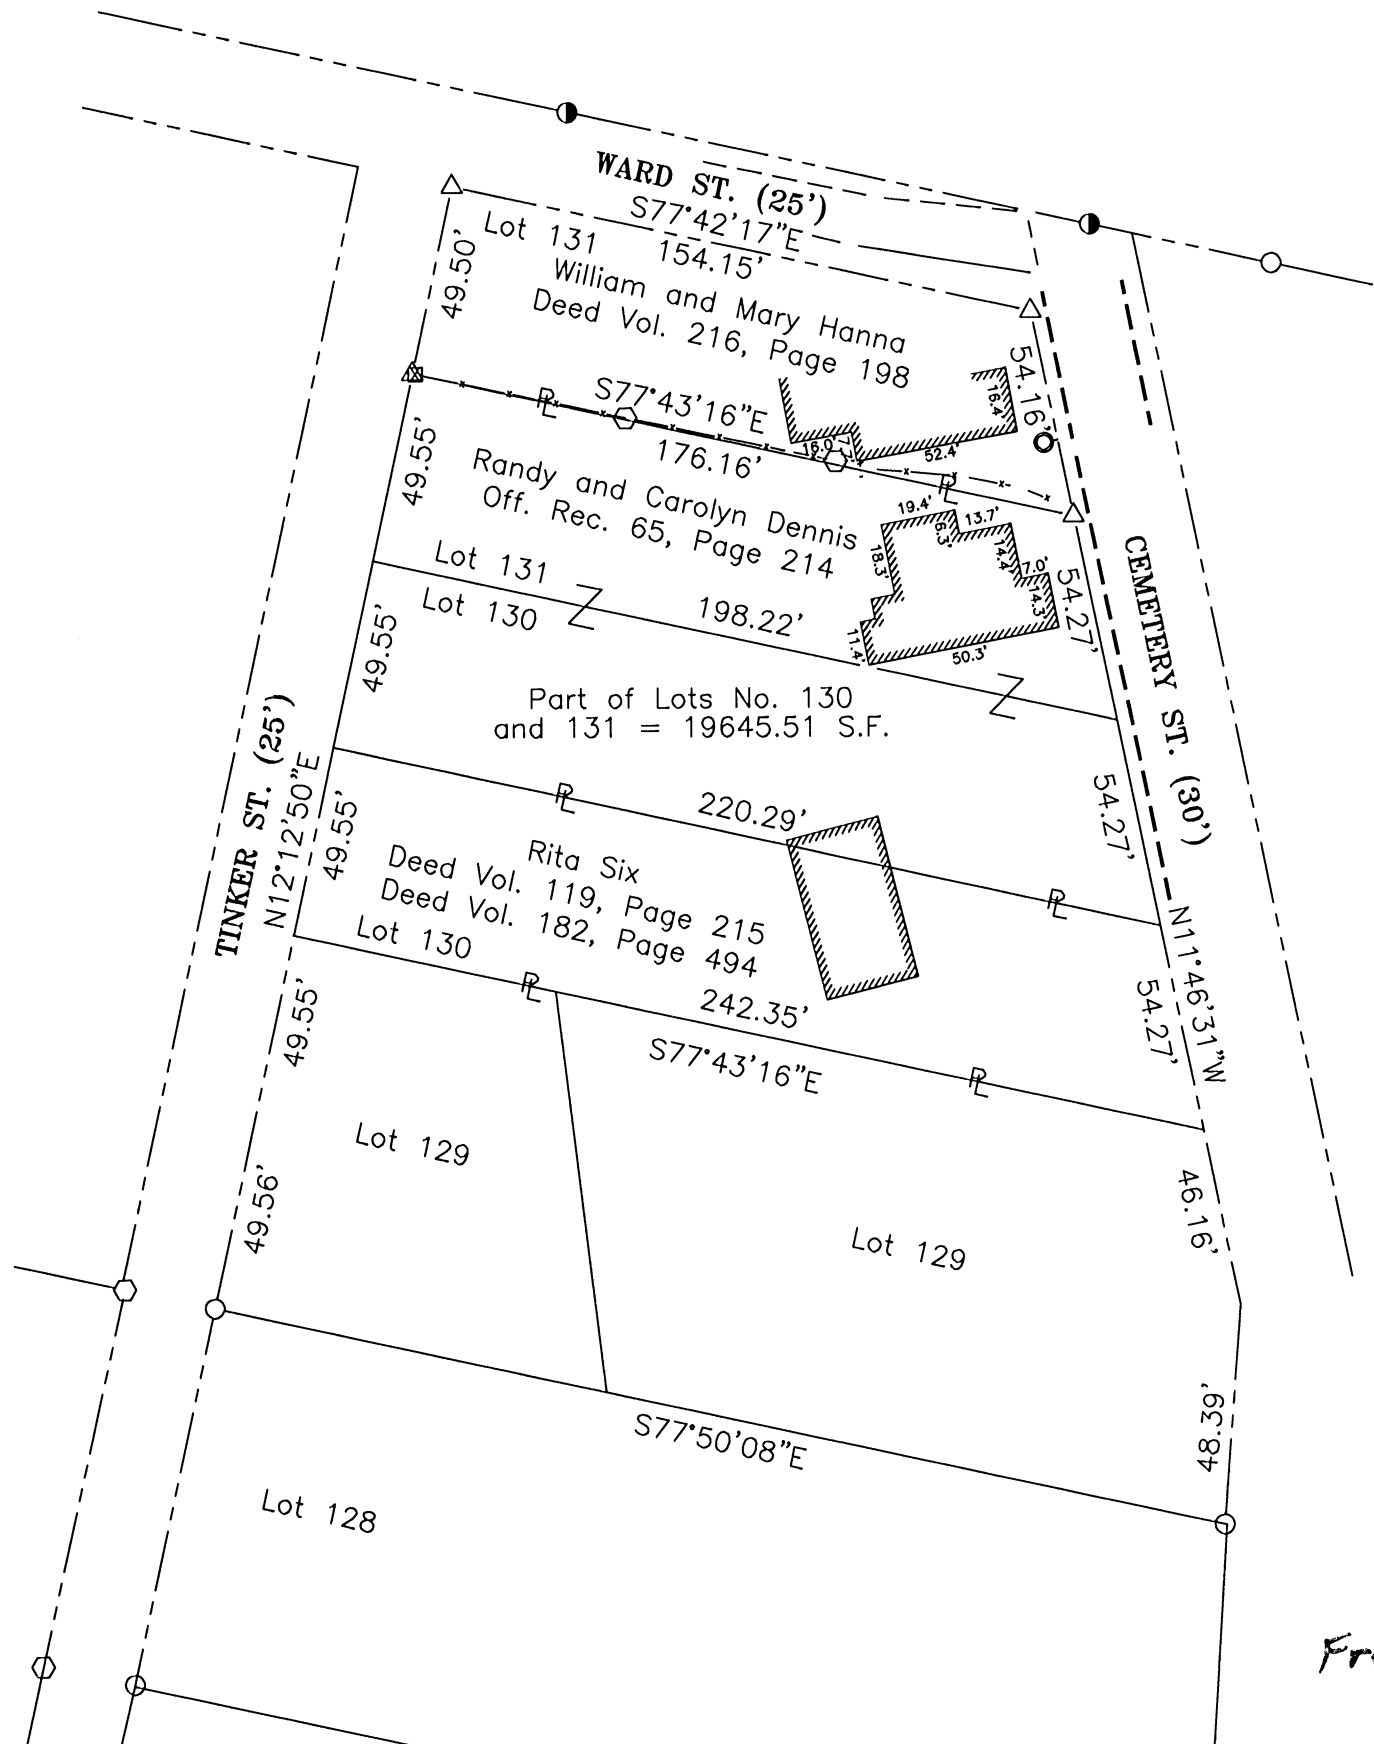 WARD ST. (25')
S77°42'17"E
Lot 131
154.15'
William and Mary Hanna
Deed Vol. 216, Page 198
49.50'
54.16'
16.4'
S77°43'16"E
16.0'
52.4'
PL
176.16'
PL
Randy and Carolyn Dennis
Off. Rec. 65, Page 214
49.55'
19.4'
6.3'
13.7'
18.3'
14.4'
7.0'
14.3'
54.27'
11.4'
50.3'
Lot 131
Lot 130
198.22'
49.55'
Part of Lots No. 130
and 131 = 19645.51 S.F.
CEMETERY ST. (30')
TINKER ST. (25')
N12°12'50"E
PL
220.29'
54.27'
49.55'
Rita Six
Deed Vol. 119, Page 215
Deed Vol. 182, Page 494
Lot 130
PL
N11°46'31"W
PL
242.35'
54.27'
49.55'
S77°43'16"E
PL
Lot 129
49.56'
46.16'
Lot 129
48.39'
S77°50'08"E
Lot 128